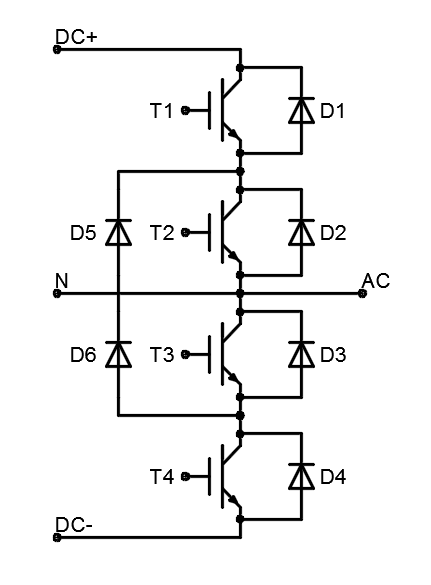 DC+
T1 D1
D5 T2 D2
N AC
D6 T3 D3
T4 D4
DC-